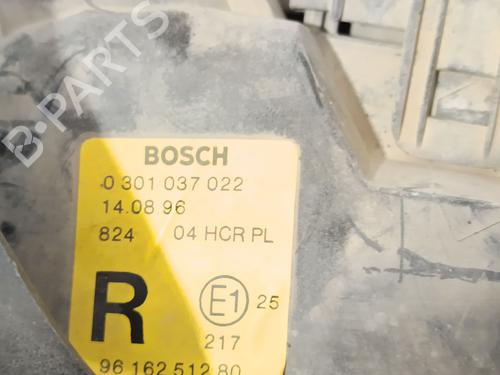 B-PARTS
BOSCH
0 301 037 022
14.08 96
824 04 HCR PL
R E1 25
217
96 162 512 80